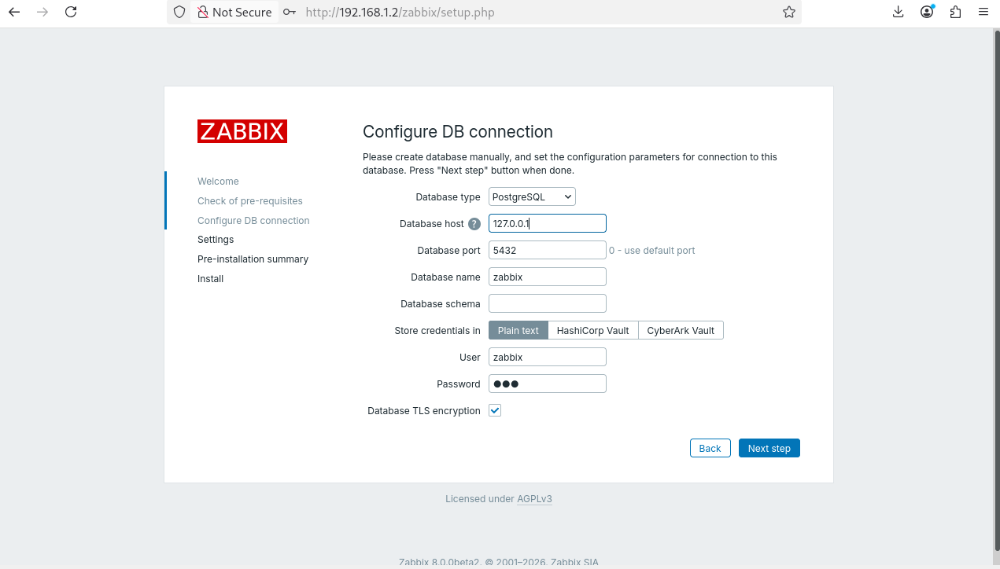 Not Secure http://192.168.1.2/zabbix/setup.php
ZABBIX
Welcome
Check of pre-requisites
Configure DB connection
Settings
Pre-installation summary
Install
Configure DB connection
Please create database manually, and set the configuration parameters for connection to this
database. Press "Next step" button when done.
Database type PostgreSQL
Database host ? 127.0.0.1
Database port 5432 0 - use default port
Database name zabbix
Database schema
Store credentials in Plain text HashiCorp Vault CyberArk Vault
User zabbix
Password ●●●
Database TLS encryption
Back Next step
Licensed under AGPLv3
Zabbix 8.0.0beta2. © 2001–2026, Zabbix SIA